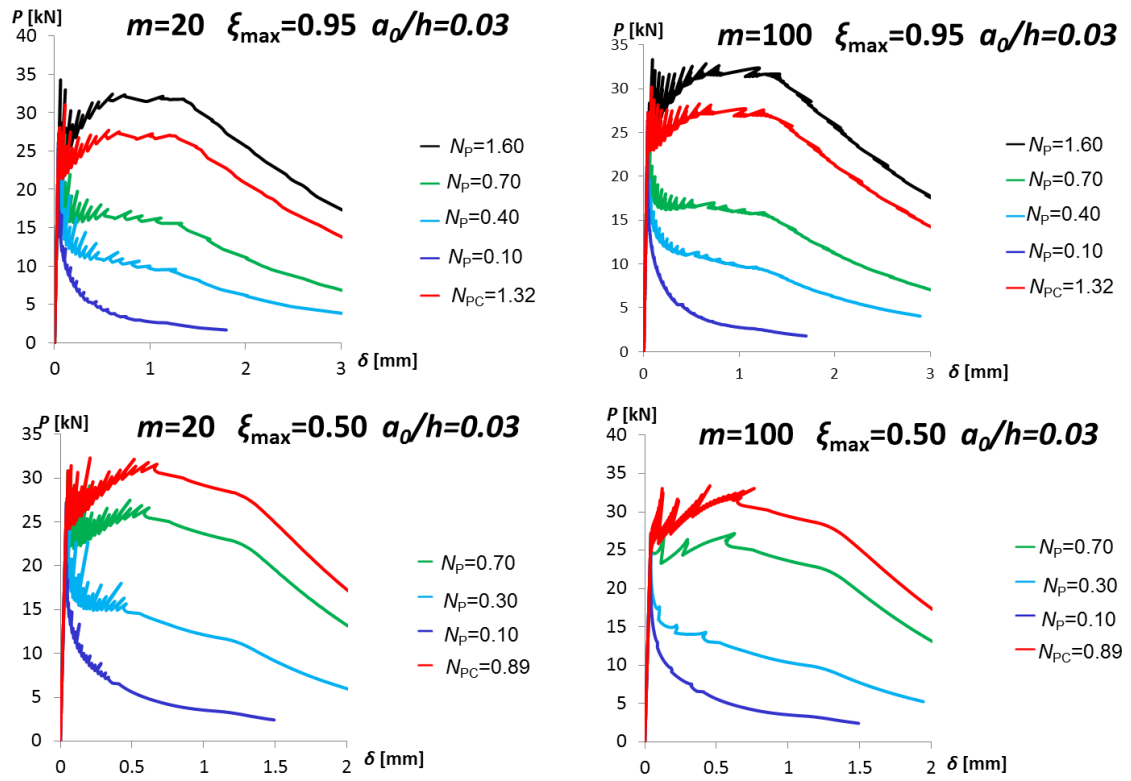 P [kN]
m=20 ξmax=0.95 a0/h=0.03
40
35
30
25
20
15
10
5
0
0 1 2 3
δ [mm]
NP=1.60
NP=0.70
NP=0.40
NP=0.10
NPC=1.32
P [kN]
m=100 ξmax=0.95 a0/h=0.03
35
30
25
20
15
10
5
0
0 1 2 3
δ [mm]
NP=1.60
NP=0.70
NP=0.40
NP=0.10
NPC=1.32
P [kN]
m=20 ξmax=0.50 a0/h=0.03
35
30
25
20
15
10
5
0
0 0.5 1 1.5 2
δ [mm]
NP=0.70
NP=0.30
NP=0.10
NPC=0.89
P [kN]
m=100 ξmax=0.50 a0/h=0.03
40
35
30
25
20
15
10
5
0
0 0.5 1 1.5 2
δ [mm]
NP=0.70
NP=0.30
NP=0.10
NPC=0.89